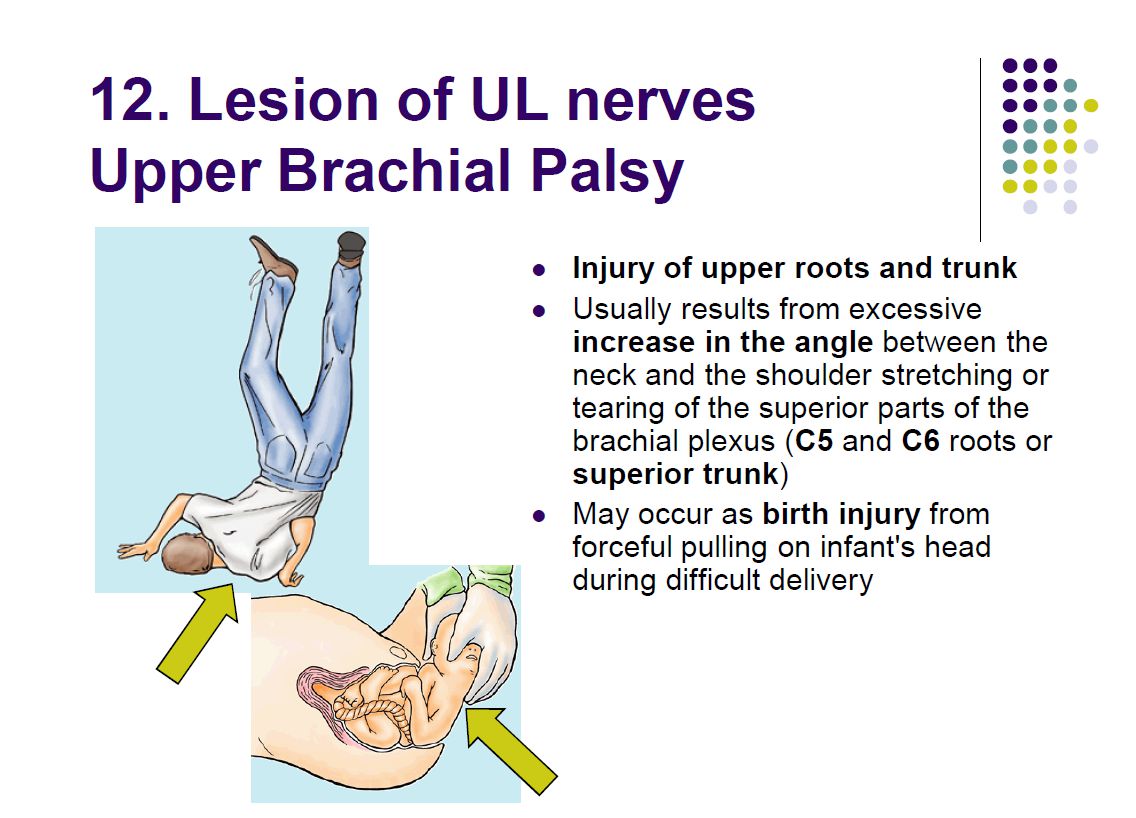 12. Lesion of UL nerves
Upper Brachial Palsy
Injury of upper roots and trunk
Usually results from excessive
increase in the angle between the
neck and the shoulder stretching or
tearing of the superior parts of the
brachial plexus (C5 and C6 roots or
superior trunk)
May occur as birth injury from
forceful pulling on infant's head
during difficult delivery